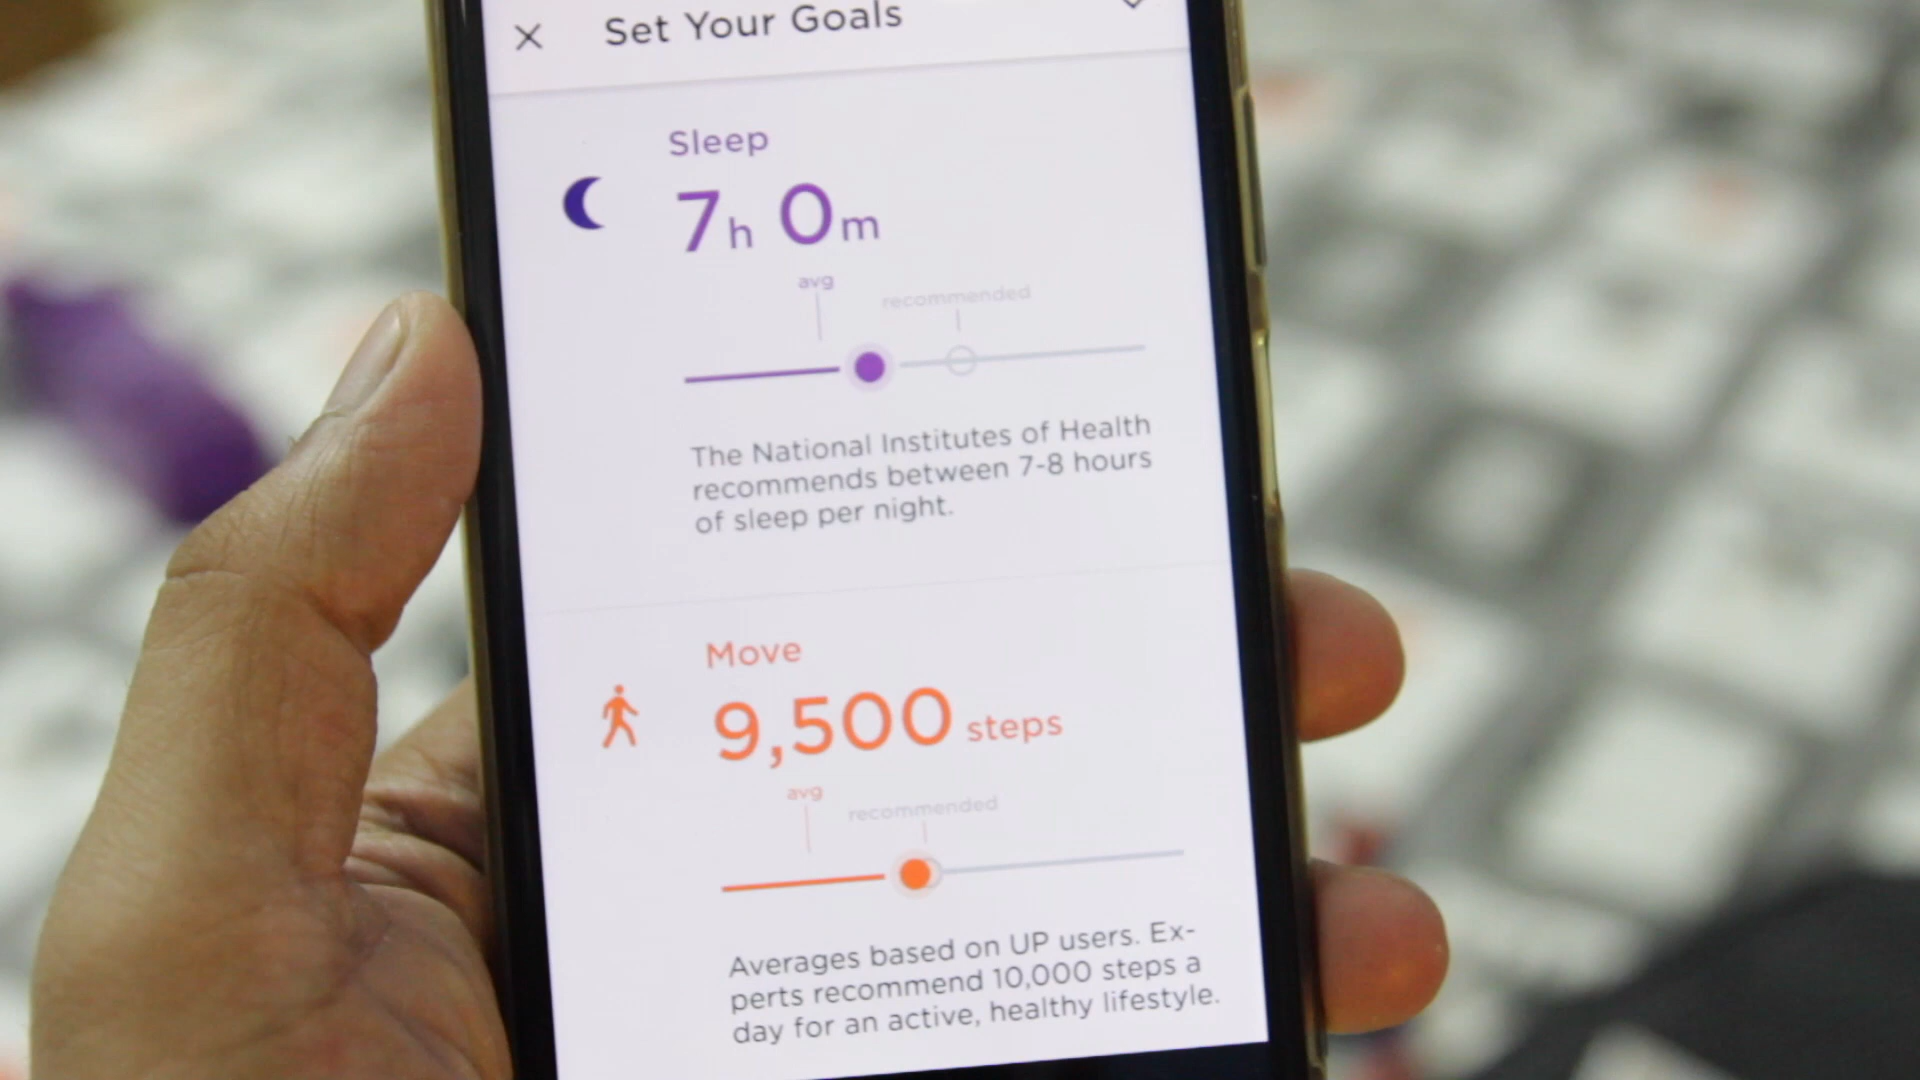 Set Your Goals
Sleep
7h 0m
avg
recommended
The National Institutes of Health
recommends between 7-8 hours
of sleep per night.
Move
9,500 steps
avg
recommended
Averages based on UP users. Ex-
perts recommend 10,000 steps a
day for an active, healthy lifestyle.